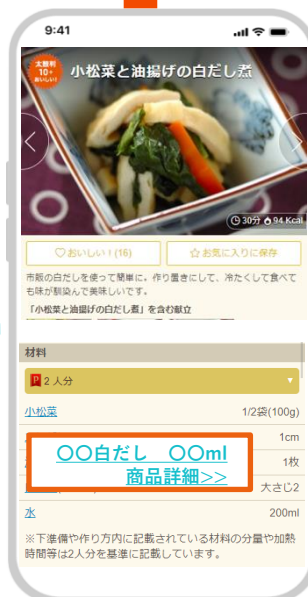 9:41
太鼓判
10+
おいしい!
小松菜と油揚げの白だし煮
30分 94 Kcal
♡おいしい!(16)
☆お気に入りに保存
市販の白だしを使って簡単に。作り置きにして、冷たくして食べて
も味が馴染んで美味しいです。
「小松菜と油揚げの白だし煮」を含む献立
材料
P 2 人分
小松菜 1/2袋(100g)
1cm
1枚
〇〇白だし 〇〇ml
商品詳細>>
大さじ2
水 200ml
※下準備や作り方内に記載されている材料の分量や加熱
時間等は2人分を基準に記載しています。